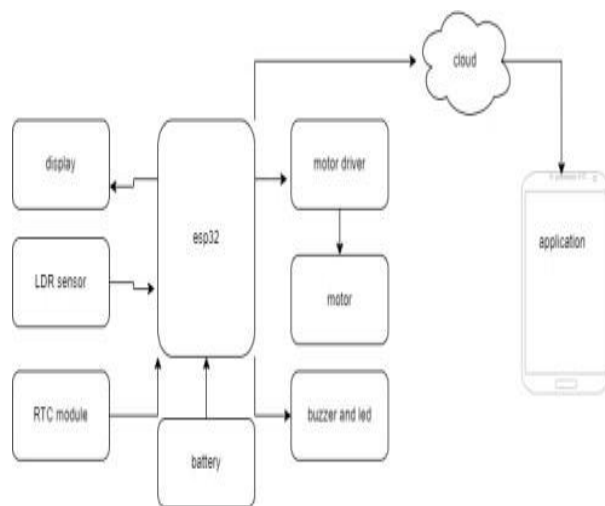 cloud
display
motor driver
esp32
application
LDR sensor
motor
RTC module
buzzer and led
battery